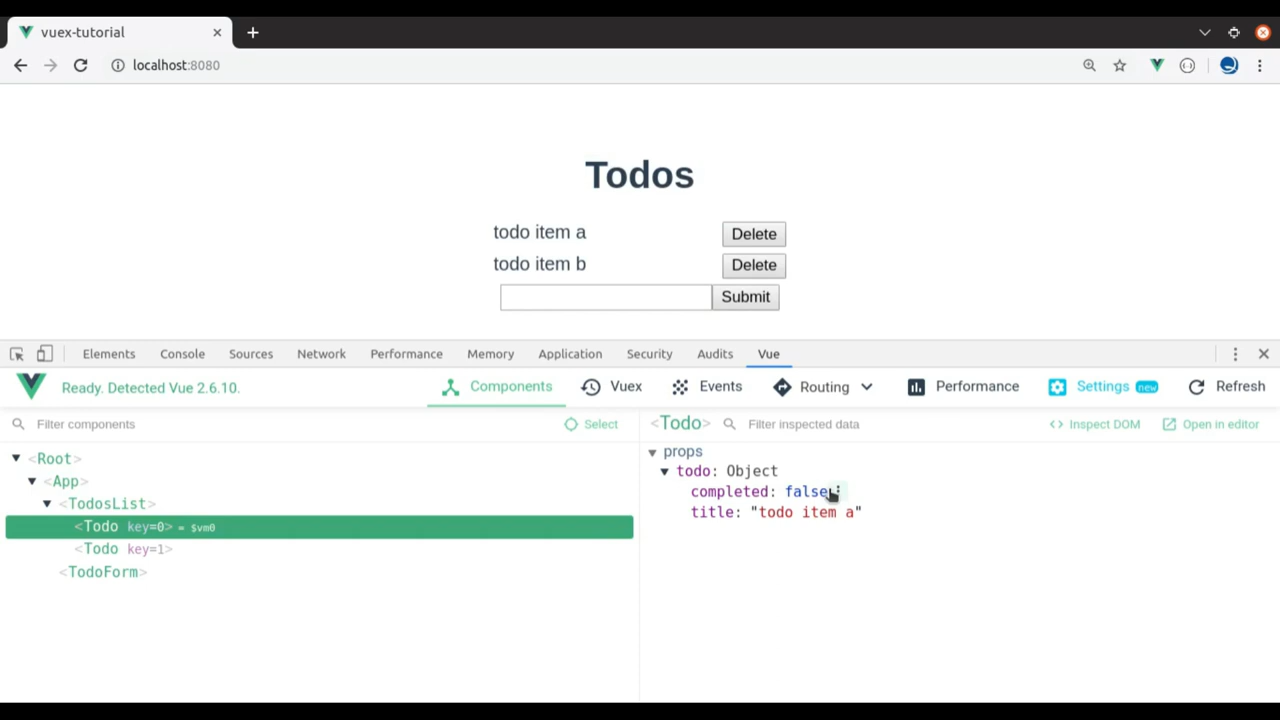 vuex-tutorial
localhost:8080
Todos
todo item a Delete
todo item b Delete
Submit
Elements Console Sources Network Performance Memory Application Security Audits Vue
Ready. Detected Vue 2.6.10. Components Vuex Events Routing Performance Settings new Refresh
Filter components Select <Todo> Filter inspected data Inspect DOM Open in editor
<Root>
<App>
<TodosList>
<Todo key=0> = $vm0
<Todo key=1>
<TodoForm>
props
todo: Object
completed: false
title: "todo item a"